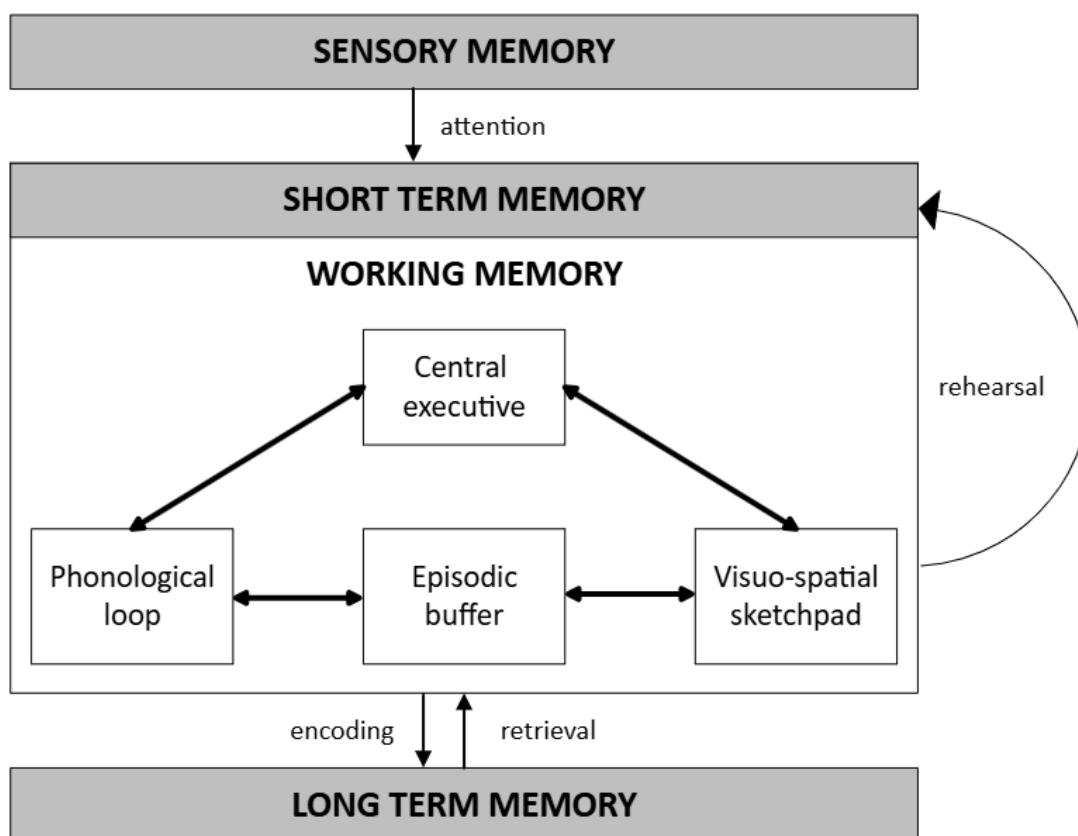 SENSORY MEMORY
attention
SHORT TERM MEMORY
WORKING MEMORY
Central
executive
rehearsal
Phonological
loop
Episodic
buffer
Visuo-spatial
sketchpad
encoding
retrieval
LONG TERM MEMORY